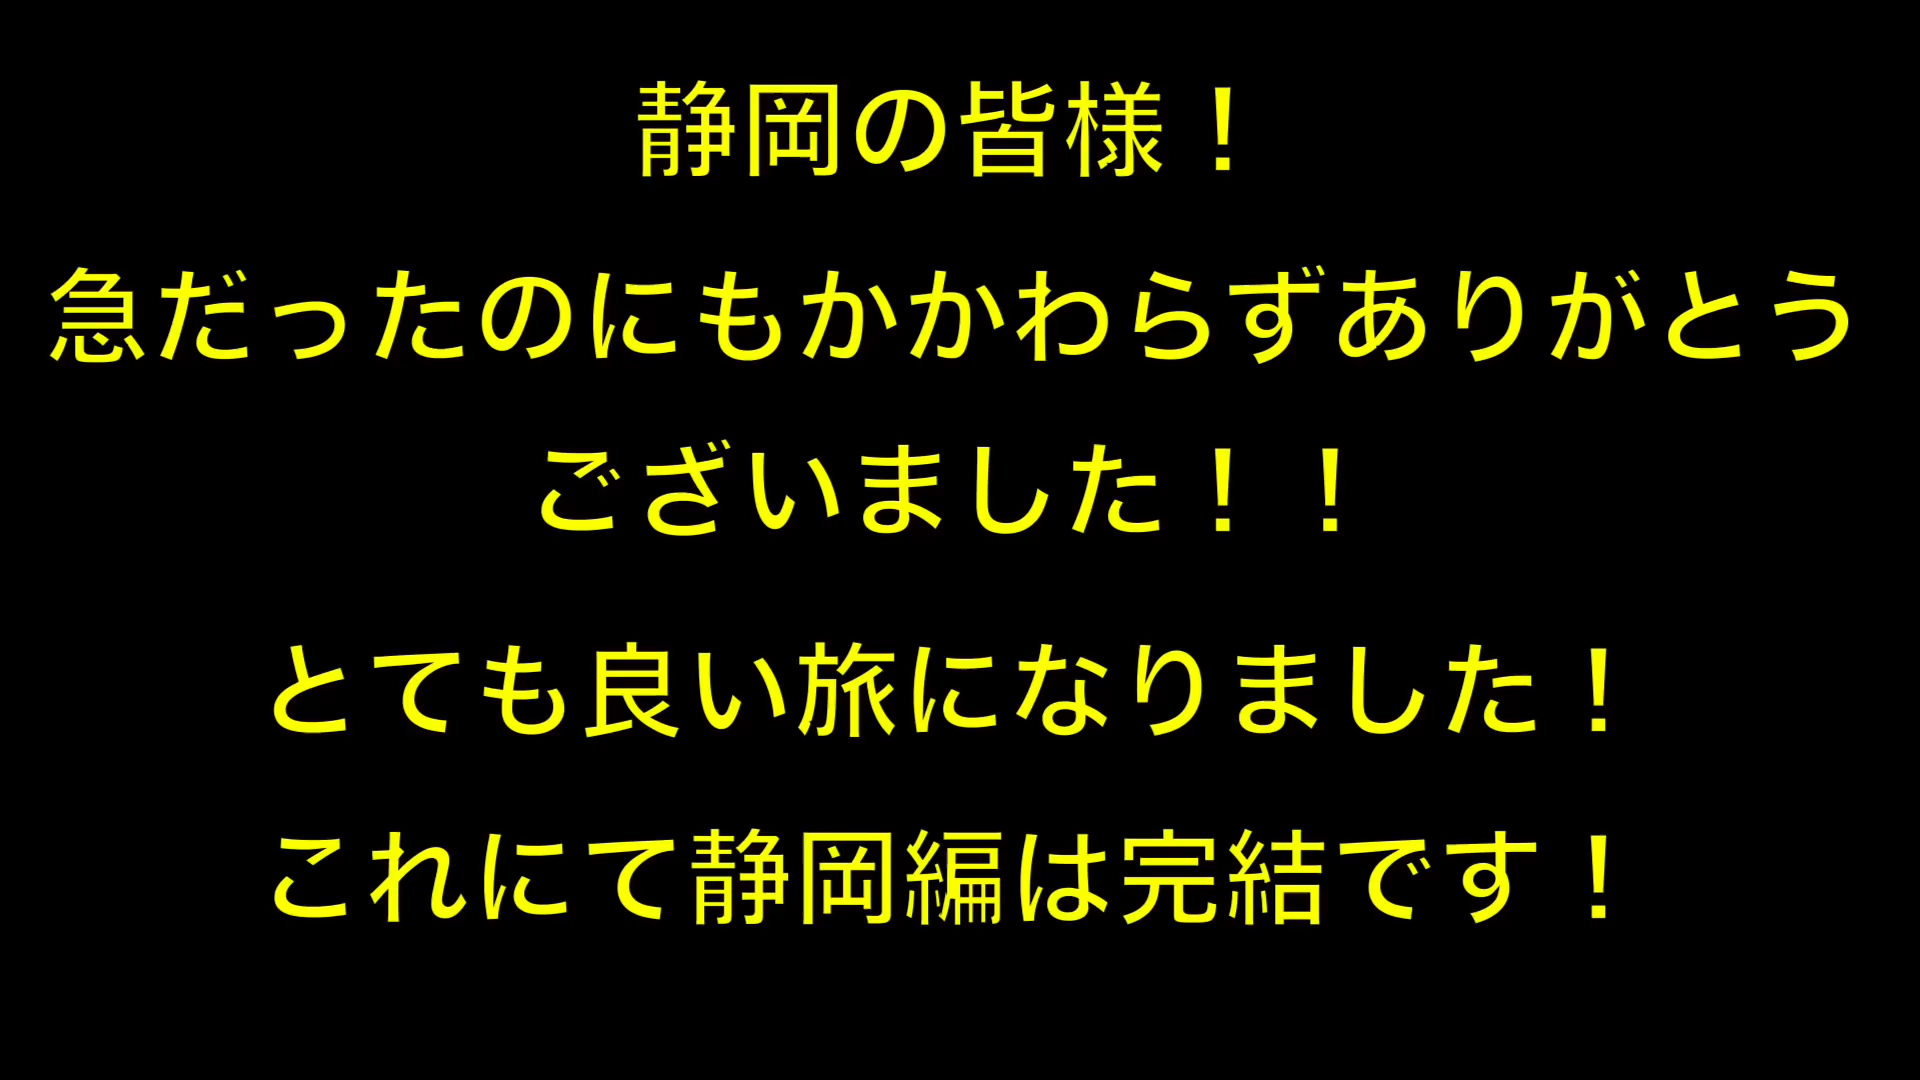 静岡の皆様！
急だったのにもかかわらずありがとう
ございました！！
とても良い旅になりました！
これにて静岡編は完結です！